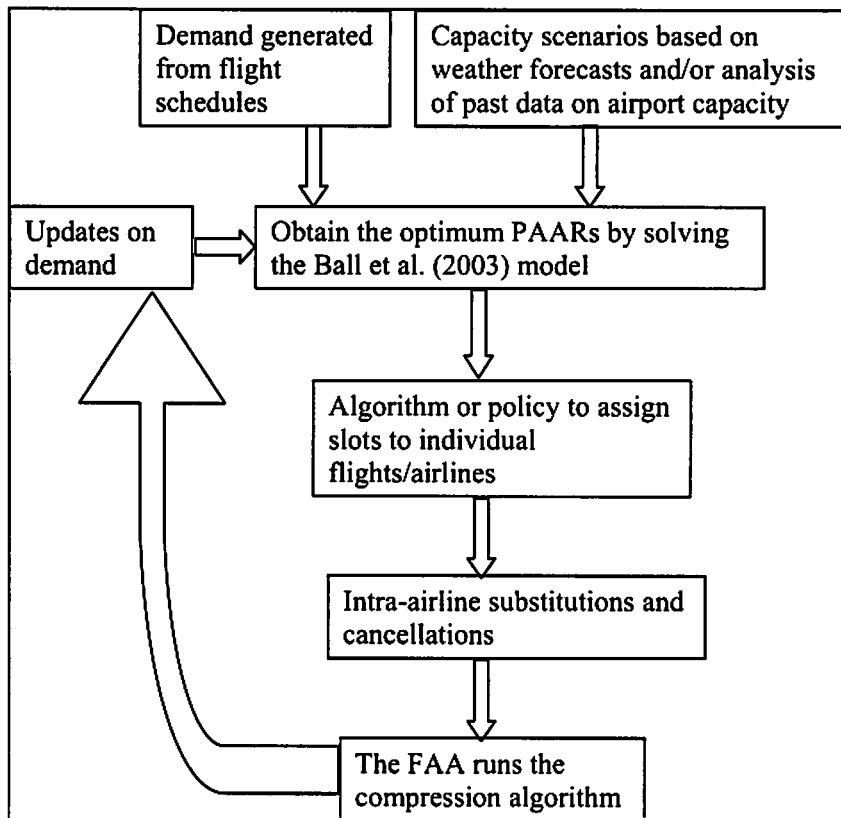 Demand generated
from flight
schedules
Capacity scenarios based on
weather forecasts and/or analysis
of past data on airport capacity
Updates on
demand
Obtain the optimum PAARs by solving
the Ball et al. (2003) model
Algorithm or policy to assign
slots to individual
flights/airlines
Intra-airline substitutions and
cancellations
The FAA runs the
compression algorithm